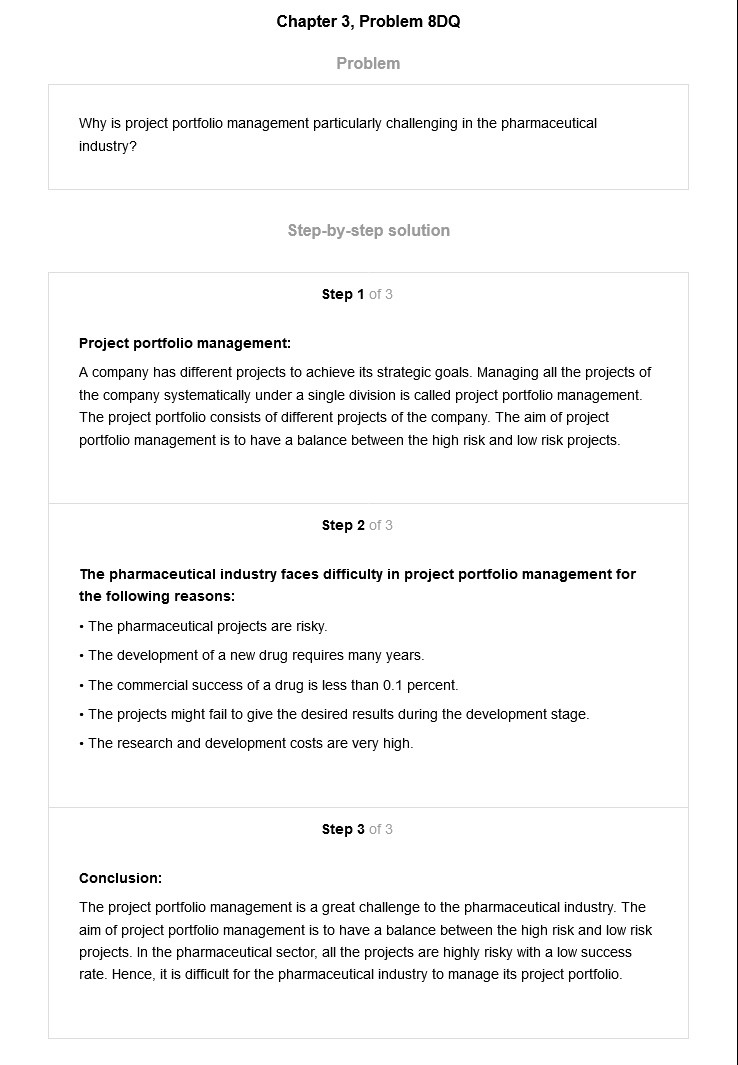 Chapter 3, Problem 8DQ
Problem
Why is project portfolio management particularly challenging in the pharmaceutical
industry?
Step-by-step solution
Step 1 of 3
Project portfolio management:
A company has different projects to achieve its strategic goals. Managing all the projects of
the company systematically under a single division is called project portfolio management.
The project portfolio consists of different projects of the company. The aim of project
portfolio management is to have a balance between the high risk and low risk projects.
Step 2 of 3
The pharmaceutical industry faces difficulty in project portfolio management for
the following reasons:
• The pharmaceutical projects are risky.
• The development of a new drug requires many years.
• The commercial success of a drug is less than 0.1 percent.
• The projects might fail to give the desired results during the development stage.
• The research and development costs are very high.
Step 3 of 3
Conclusion:
The project portfolio management is a great challenge to the pharmaceutical industry. The
aim of project portfolio management is to have a balance between the high risk and low risk
projects. In the pharmaceutical sector, all the projects are highly risky with a low success
rate. Hence, it is difficult for the pharmaceutical industry to manage its project portfolio.